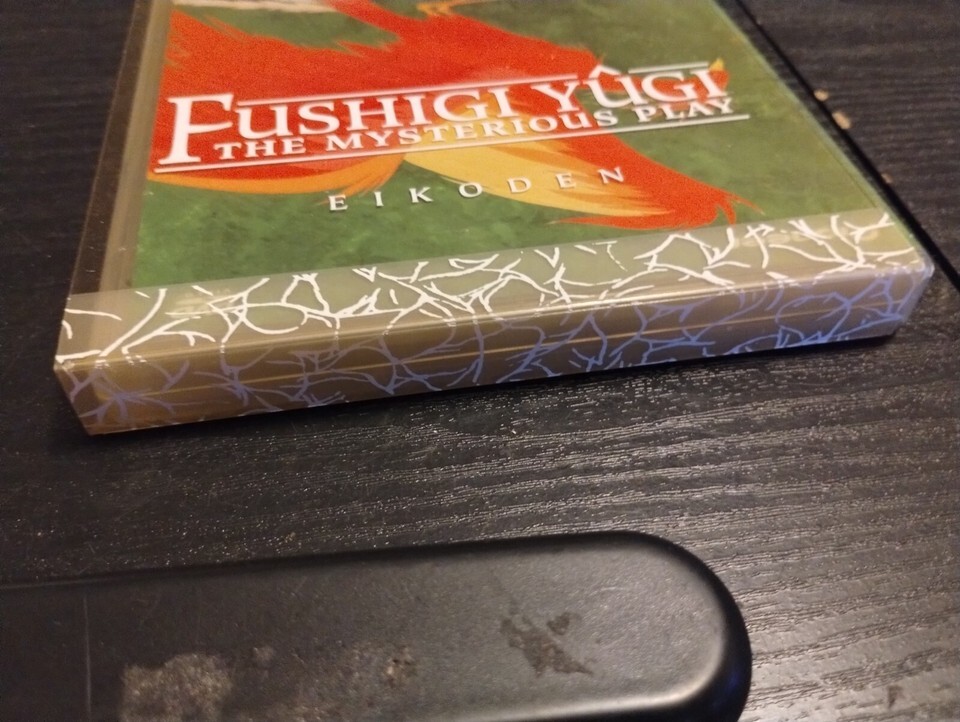 FUSHIGI YÛGI
THE MYSTERIOUS PLAY
EIKODEN